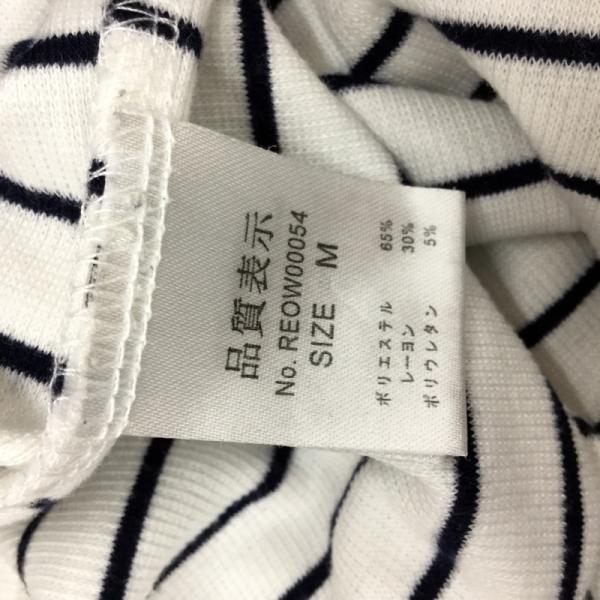 品質表示
No. REOW00054
SIZE M
ポリエステル 65%
レーヨン 30%
ポリウレタン 5%